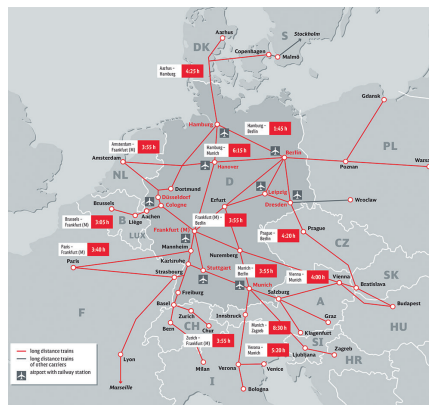 Aarhus
S
Stockholm
DK
Copenhagen
Malmö
Aarhus –
Hamburg
4:25 h
Gdansk
Hamburg
Hamburg –
Berlin
1:45 h
Amsterdam –
Frankfurt (M)
3:55 h
Hamburg –
Munich
6:15 h
Berlin
PL
Amsterdam
Hanover
Poznan
Warsa
NL
Dortmund
D
Leipzig
Düsseldorf
Cologne
Erfurt
Dresden
Wroclaw
Brussels
B
Aachen
Liège
Brussels –
Frankfurt (M)
3:05 h
Frankfurt (M) –
Berlin
3:55 h
Frankfurt (M)
Prague
LUX
Prague –
Berlin
4:20 h
CZ
Paris –
Frankfurt (M)
3:40 h
Mannheim
Nuremberg
Paris
Karlsruhe
Stuttgart
Munich –
Berlin
3:55 h
Vienna –
Munich
4:00 h
SK
Strasbourg
Munich
Vienna
Bratislava
Salzburg
Freiburg
A
Budapest
F
Basel
Zurich
Innsbruck
Graz
HU
Bern
CH
Chur
Munich –
Zagreb
8:30 h
Klagenfurt
SI
Zurich –
Frankfurt (M)
3:55 h
Verona –
Munich
5:20 h
Ljubljana
Zagreb
HR
long distance trains
long distance trains
of other carriers
airport with railway station
Lyon
Milan
Verona
Venice
I
Marseille
Bologna